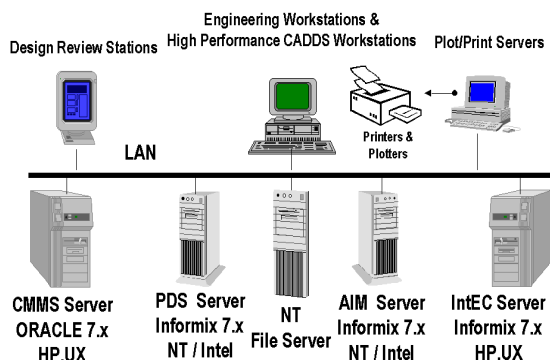 Engineering Workstations &
High Performance CADDS Workstations
Design Review Stations
Plot/Print Servers
Printers &
Plotters
LAN
CMMS Server
ORACLE 7.x
HP.UX
PDS Server
Informix 7.x
NT / Intel
NT
File Server
AIM Server
Informix 7.x
NT / Intel
IntEC Server
Informix 7.x
HP.UX